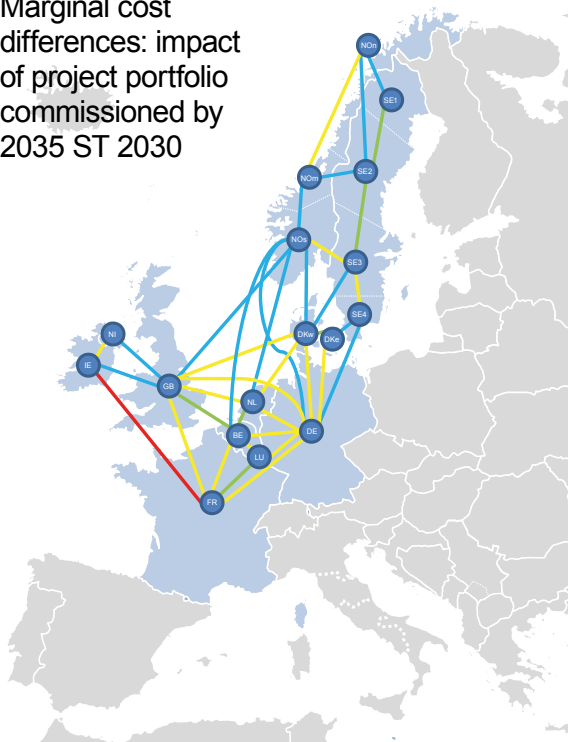 Marginal cost
differences: impact
of project portfolio
commissioned by
2035 ST 2030
NOn
SE1
SE2
NOm
NOs
SE3
SE4
DKw
DKe
NI
IE
GB
NL
BE
DE
LU
FR